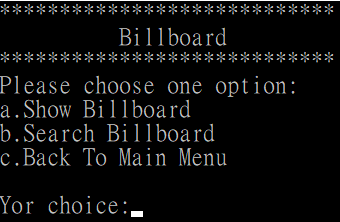 ****************************
Billboard
****************************
Please choose one option:
a.Show Billboard
b.Search Billboard
c.Back To Main Menu
Yor choice: